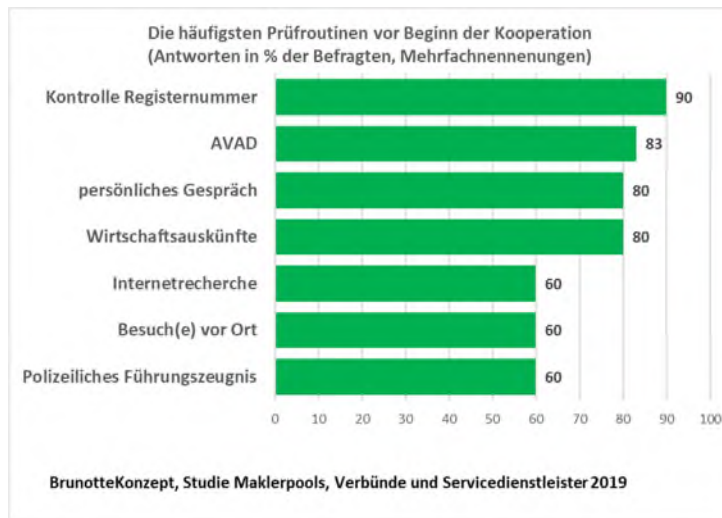 Die häufigsten Prüfroutinen vor Beginn der Kooperation
(Antworten in % der Befragten, Mehrfachnennenungen)
Kontrolle Registernummer 90
AVAD 83
persönliches Gespräch 80
Wirtschaftsauskünfte 80
Internetrecherche 60
Besuch(e) vor Ort 60
Polizeiliches Führungszeugnis 60
0 10 20 30 40 50 60 70 80 90 100
BrunotteKonzept, Studie Maklerpools, Verbünde und Servicedienstleister 2019